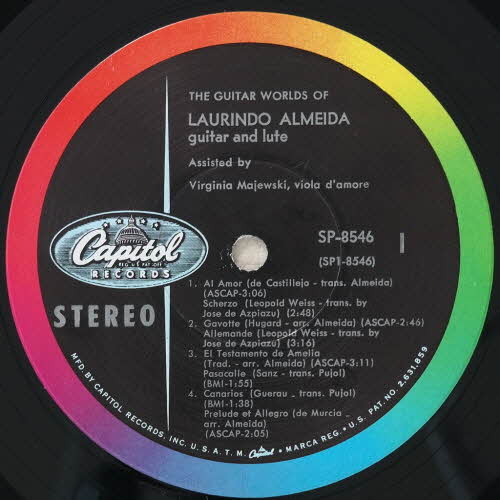 THE GUITAR WORLDS OF
LAURINDO ALMEIDA
guitar and lute
Assisted by
Virginia Majewski, viola d'amore
SP-8546
I
(SP1-8546)
Capitol
REG. U.S. PAT. OFF.
RECORDS
STEREO
1. Al Amor (de Castillejo - trans. Almeida)
(ASCAP-3:06)
Scherzo (Leopold Weiss - trans. by
Jose de Azpiazu) (2:48)
2. Gavotte (Hugard - arr. Almeida) (ASCAP-2:46)
Allemande (Leopold Weiss - trans. by
Jose de Azpiazu) (3:16)
3. El Testamento de Amelia
(Trad. - arr. Almeida) (ASCAP-3:11)
Pasacalle (Sanz - trans. Pujol)
(BMI-1:55)
4. Canarios (Guerau - trans. Pujol)
(BMI-1:38)
Prelude et Allegro (de Murcia -
arr. Almeida)
(ASCAP-2:05)
MFD. BY CAPITOL RECORDS, INC. U.S.A. T.M. Capitol MARCA REG. • U.S. PAT. NO. 2,631,859